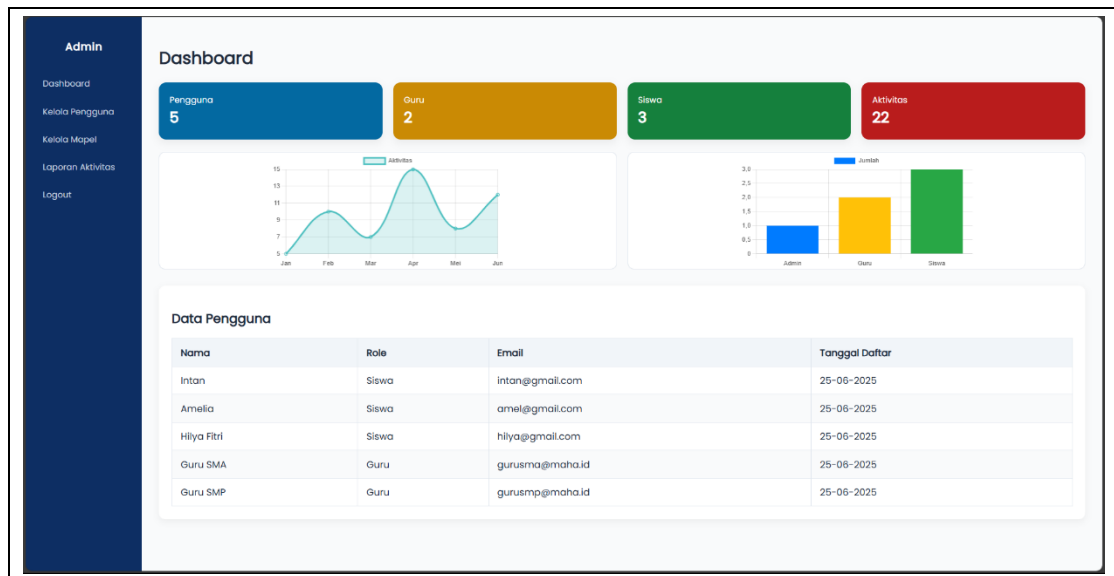 Admin
Dashboard
Kelola Pengguna
Kelola Mapel
Laporan Aktivitas
Logout
Dashboard
Pengguna
5
Guru
2
Siswa
3
Aktivitas
22
Aktivitas
15
13
11
9
7
5
Jan Feb Mar Apr Mei Jun
Jumlah
3,0
2,5
2,0
1,5
1,0
0,5
0
Admin Guru Siswa
Data Pengguna
Nama Role Email Tanggal Daftar
Intan Siswa intan@gmail.com 25-06-2025
Amelia Siswa amel@gmail.com 25-06-2025
Hilya Fitri Siswa hilya@gmail.com 25-06-2025
Guru SMA Guru gurusma@maha.id 25-06-2025
Guru SMP Guru gurusmp@maha.id 25-06-2025